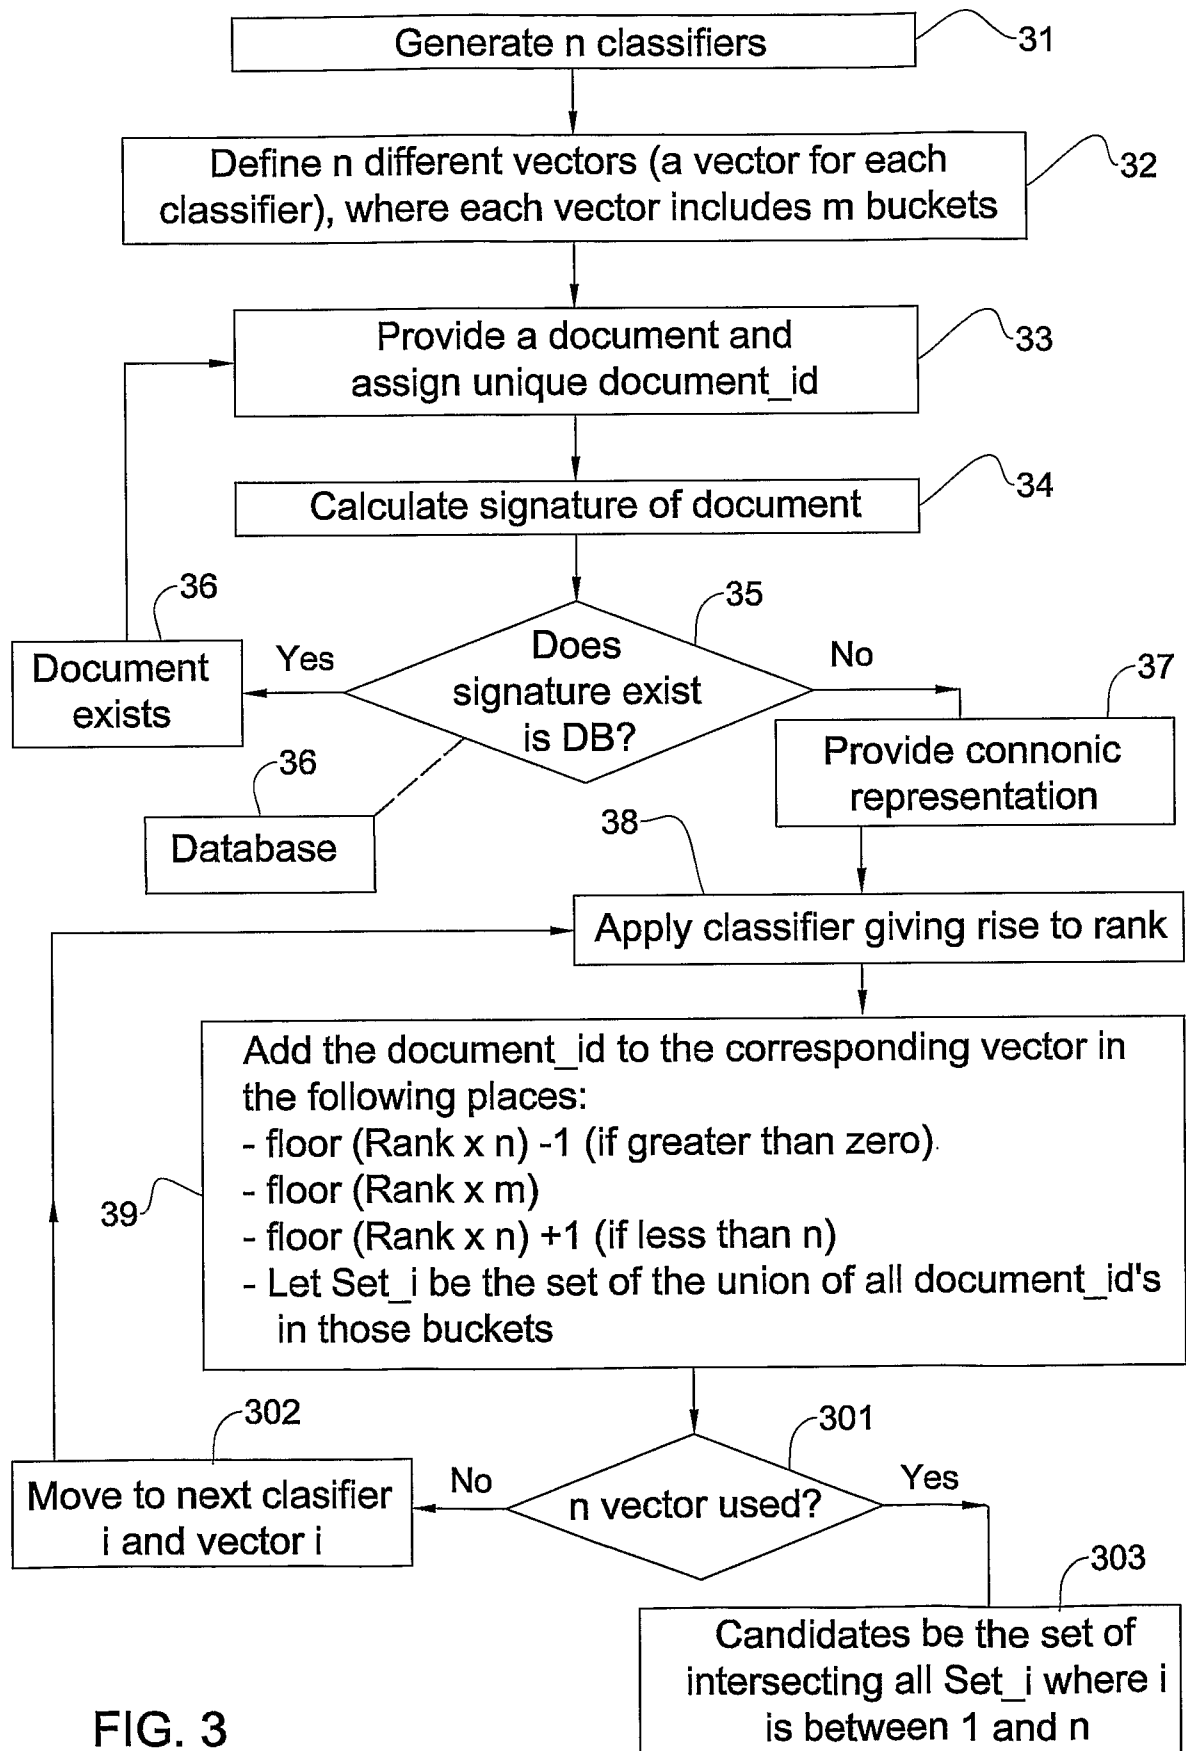 Generate n classifiers
31
Define n different vectors (a vector for each
classifier), where each vector includes m buckets
32
Provide a document and
assign unique document_id
33
Calculate signature of document
34
35
Does
signature exist
is DB?
Yes
No
36
Document
exists
36
Database
37
Provide connonic
representation
38
Apply classifier giving rise to rank
Add the document_id to the corresponding vector in
the following places:
- floor (Rank x n) -1 (if greater than zero)
- floor (Rank x m)
- floor (Rank x n) +1 (if less than n)
- Let Set_i be the set of the union of all document_id's
in those buckets
39
301
n vector used?
No
Yes
302
Move to next clasifier
i and vector i
303
Candidates be the set of
intersecting all Set_i where i
is between 1 and n
FIG. 3